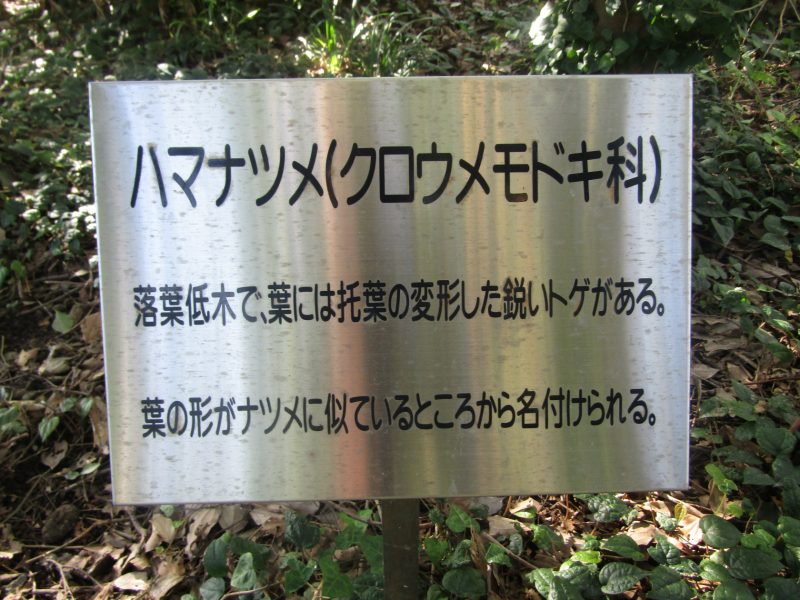 ハマナツメ(クロウメモドキ科)
落葉低木で、葉には托葉の変形した鋭いトゲがある。
葉の形がナツメに似ているところから名付けられる。